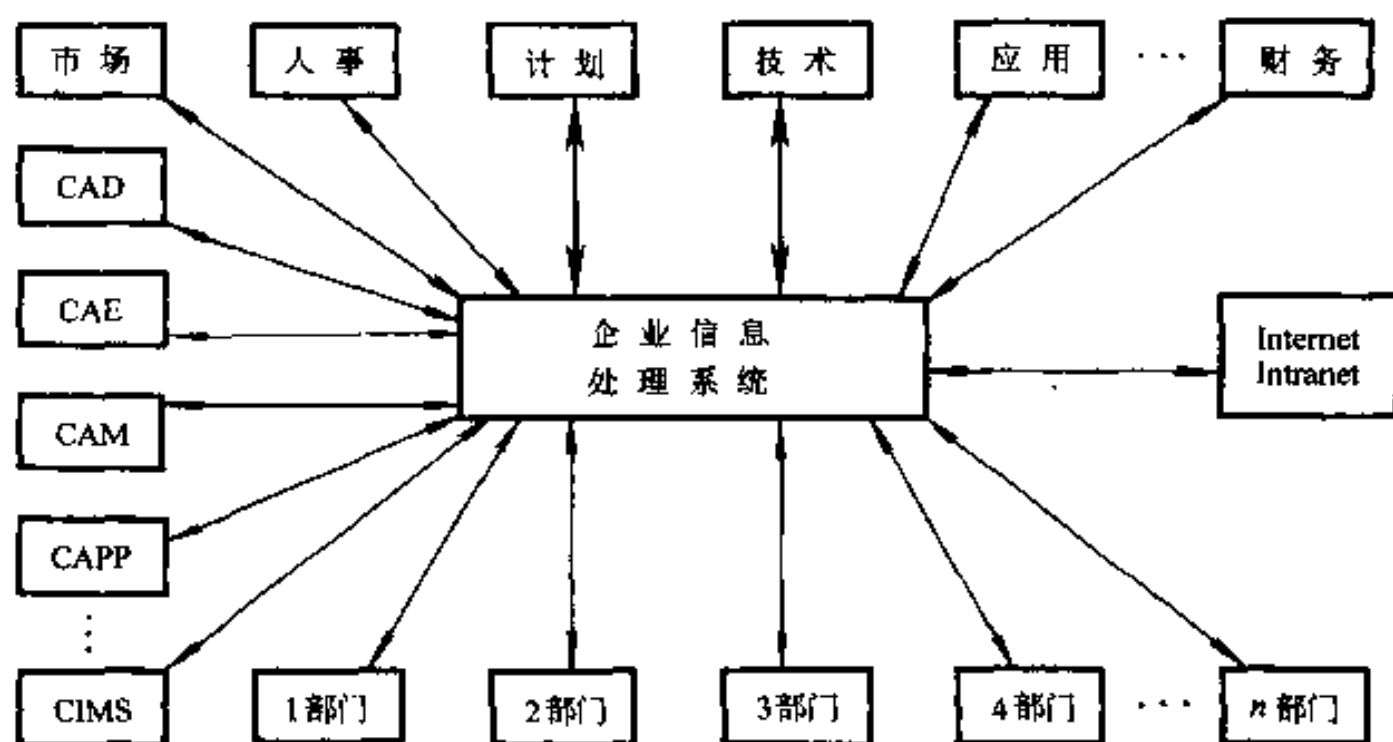 市场 人事 计划 技术 应用 ··· 财务
CAD
CAE
企业信息
处理系统
Internet
Intranet
CAM
CAPP
⋮
CIMS 1部门 2部门 3部门 4部门 ··· n部门